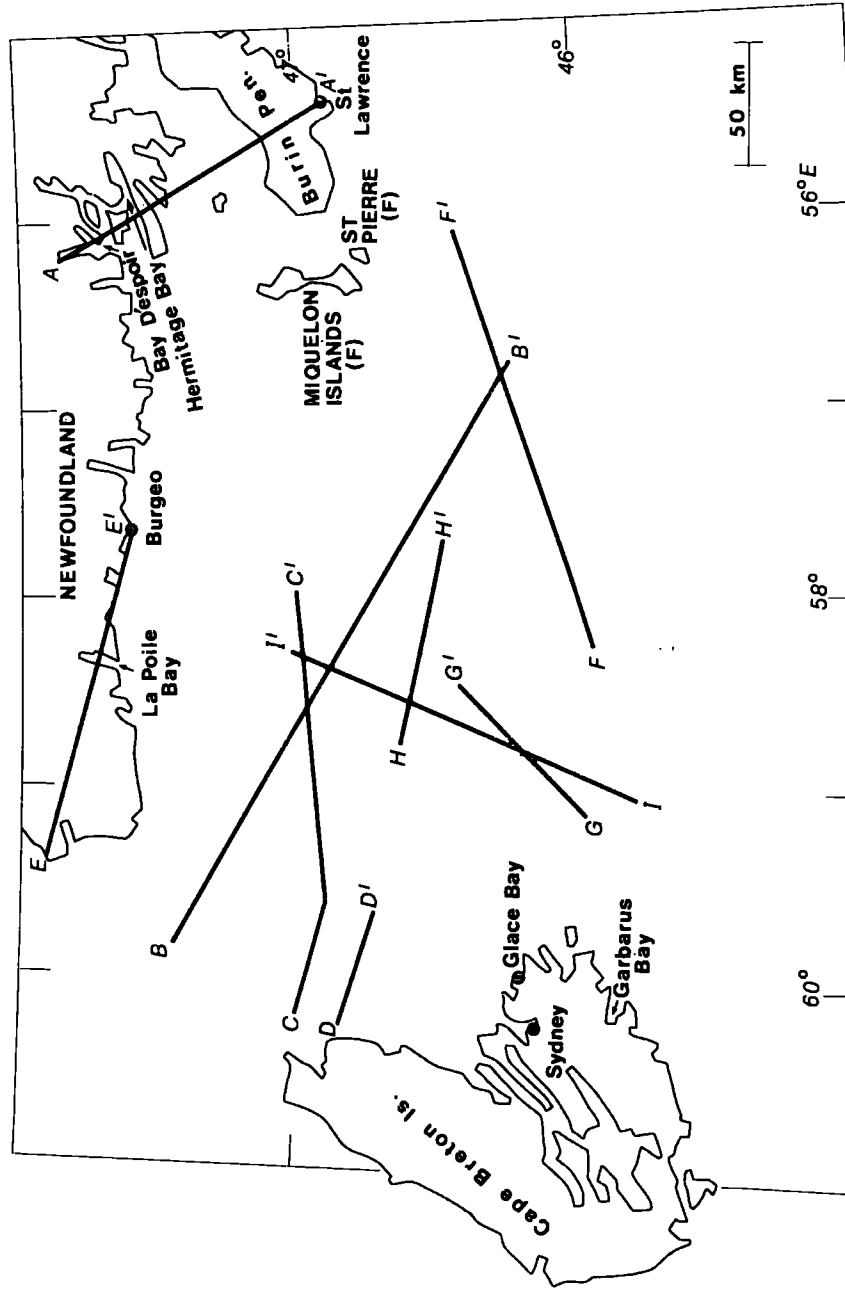 NEWFOUNDLAND
A
Bay D'espoir
Hermitage Bay
Burin Pen.
47°
A'
St
Lawrence
E
E'
Burgeo
La Poile
Bay
ST
PIERRE
(F)
MIQUELON
ISLANDS
(F)
B
B'
C
C'
D
D'
F
F'
G
G'
H
H'
I
I'
46°
50 km
Glace Bay
Sydney
Garbarus
Bay
Cape Breton Is.
60°
58°
56°E